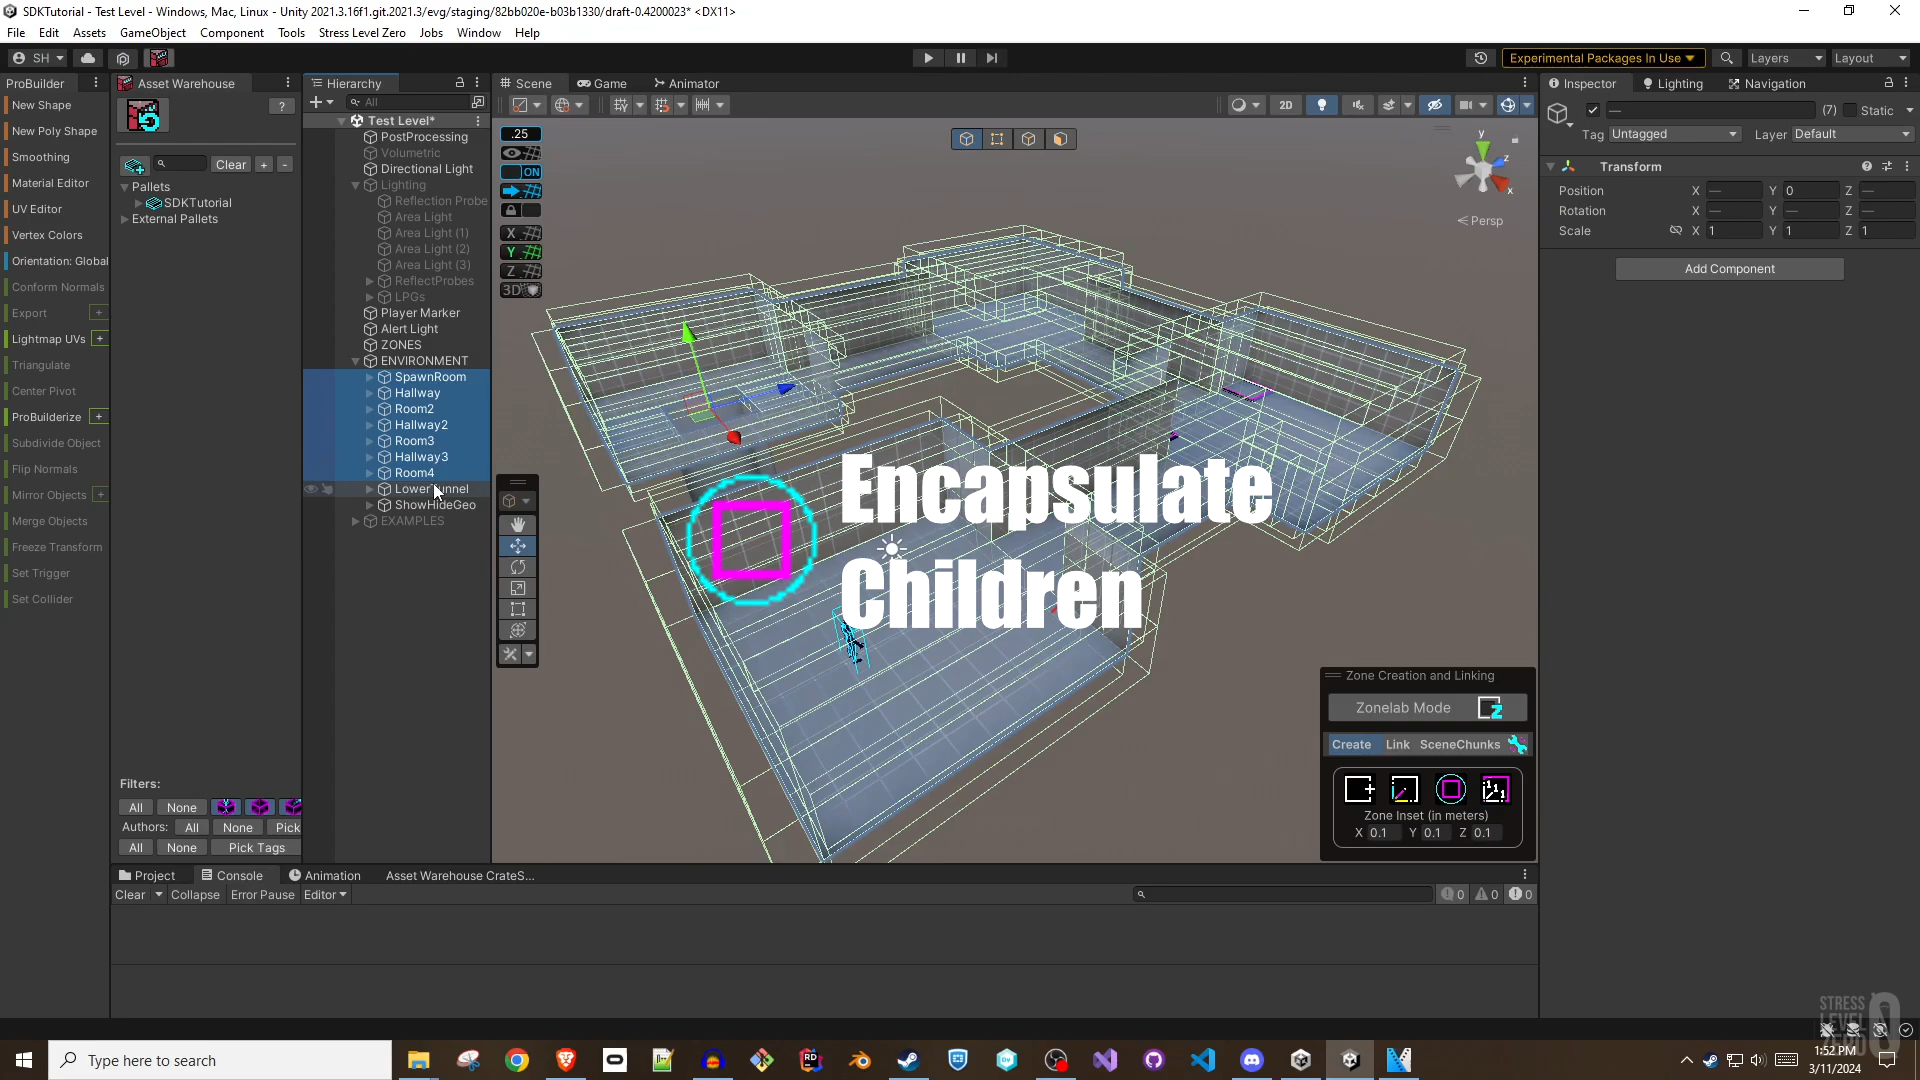 SDKTutorial - Test Level - Windows, Mac, Linux - Unity 2021.3.16f1.git.2021.3/evg/staging/82bb020e-b03b1330/draft-0.4200023* <DX11>
File Edit Assets GameObject Component Tools Stress Level Zero Jobs Window Help
SH
Experimental Packages In Use
Layers
Layout
ProBuilder
New Shape
New Poly Shape
Smoothing
Material Editor
UV Editor
Vertex Colors
Orientation: Global
Conform Normals
Export +
Lightmap UVs +
Triangulate
Center Pivot
ProBuilderize +
Subdivide Object
Flip Normals
Mirror Objects +
Merge Objects
Freeze Transform
Set Trigger
Set Collider
Asset Warehouse
?
Clear + -
Pallets
SDKTutorial
External Pallets
Filters:
All None
Authors: All None Pick
All None Pick Tags
Hierarchy
+ All
Test Level*
PostProcessing
Volumetric
Directional Light
Lighting
Reflection Probe
Area Light
Area Light (1)
Area Light (2)
Area Light (3)
ReflectProbes
LPGs
Player Marker
Alert Light
ZONES
ENVIRONMENT
SpawnRoom
Hallway
Room2
Hallway2
Room3
Hallway3
Room4
LowerTunnel
ShowHideGeo
EXAMPLES
Scene Game Animator
2D
.25
ON
X
Y
Z
3D
y
z
x
< Persp
Encapsulate
Children
Zone Creation and Linking
Zonelab Mode
Create Link SceneChunks
Zone Inset (in meters)
X 0.1 Y 0.1 Z 0.1
Inspector Lighting Navigation
— (7) Static
Tag Untagged Layer Default
Transform
Position X — Y 0 Z —
Rotation X — Y — Z —
Scale X 1 Y 1 Z 1
Add Component
Project Console Animation Asset Warehouse CrateS...
Clear Collapse Error Pause Editor
0 0 0
STRESS
LEVEL
ZERO
Type here to search
1:52 PM
3/11/2024